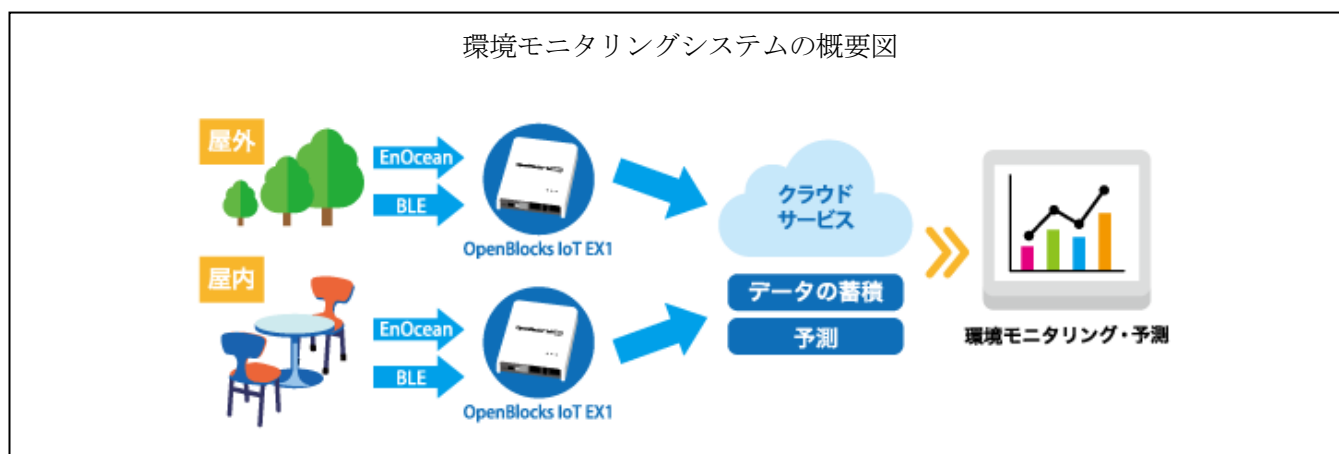 環境モニタリングシステムの概要図
屋外
EnOcean
BLE
OpenBlocks IoT EX1
屋内
EnOcean
BLE
OpenBlocks IoT EX1
クラウド
サービス
データの蓄積
予測
環境モニタリング・予測